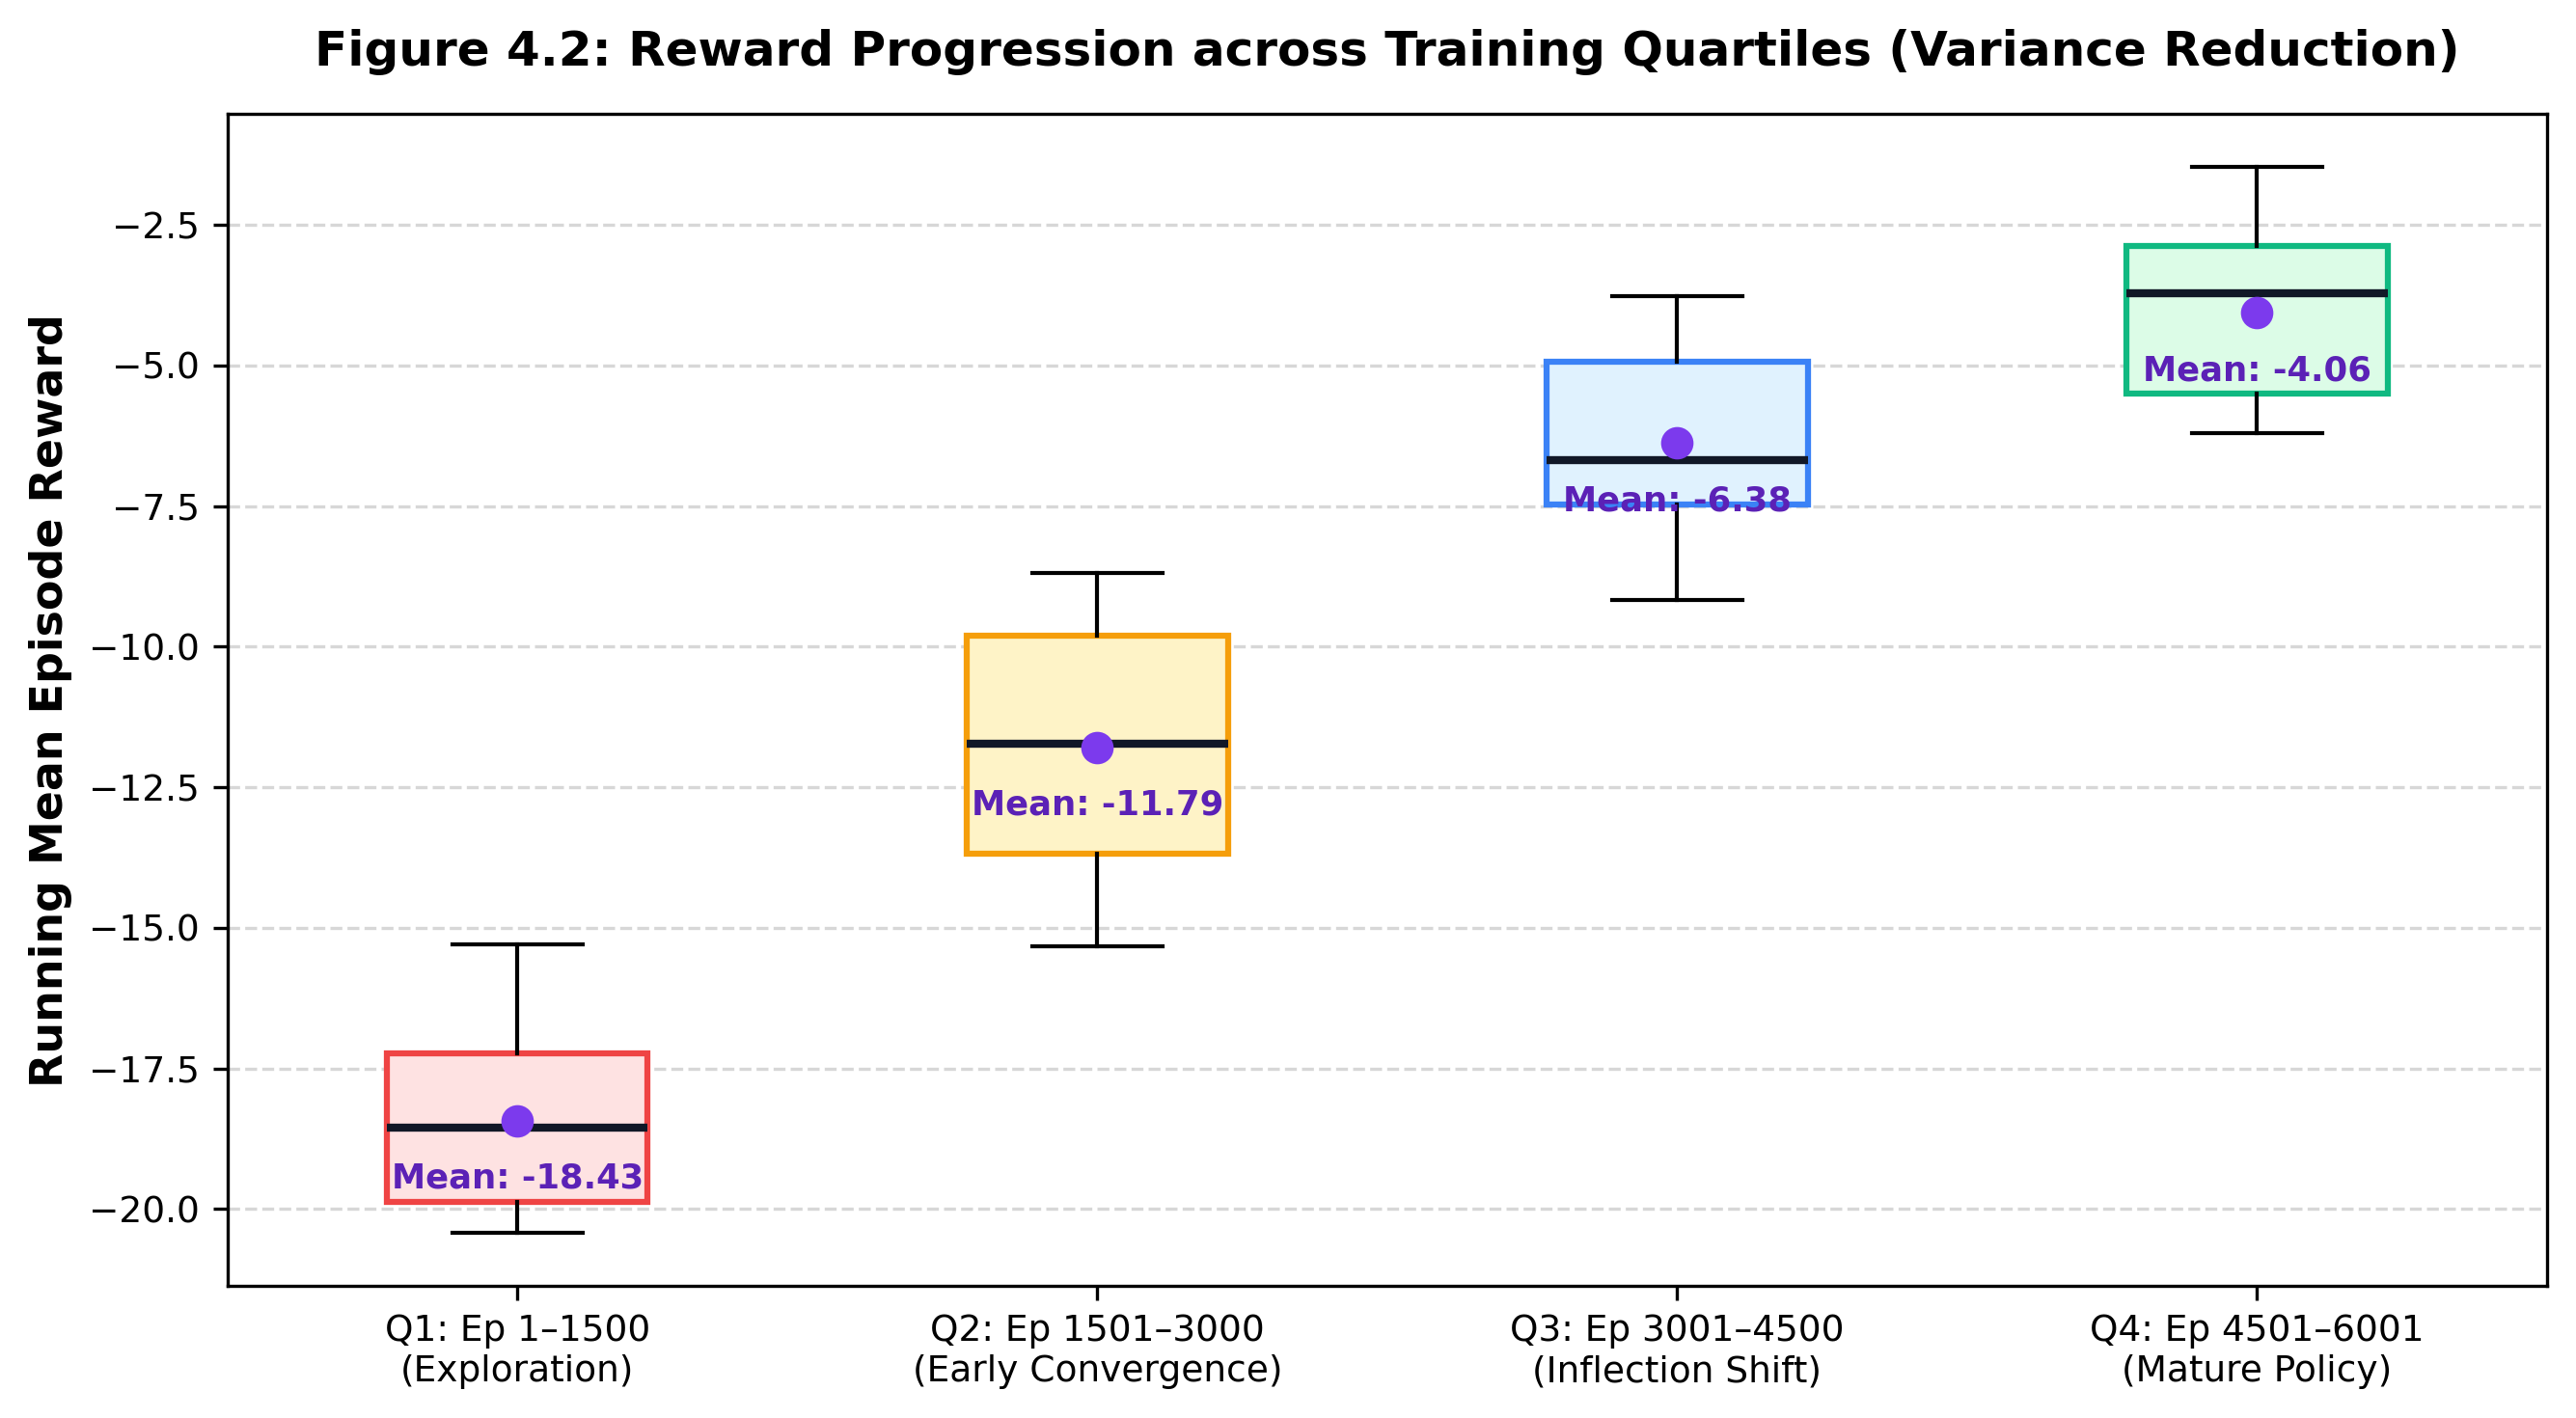 Figure 4.2: Reward Progression across Training Quartiles (Variance Reduction)
Running Mean Episode Reward
−2.5
−5.0
−7.5
−10.0
−12.5
−15.0
−17.5
−20.0
Mean: -18.43
Mean: -11.79
Mean: -6.38
Mean: -4.06
Q1: Ep 1–1500
(Exploration)
Q2: Ep 1501–3000
(Early Convergence)
Q3: Ep 3001–4500
(Inflection Shift)
Q4: Ep 4501–6001
(Mature Policy)